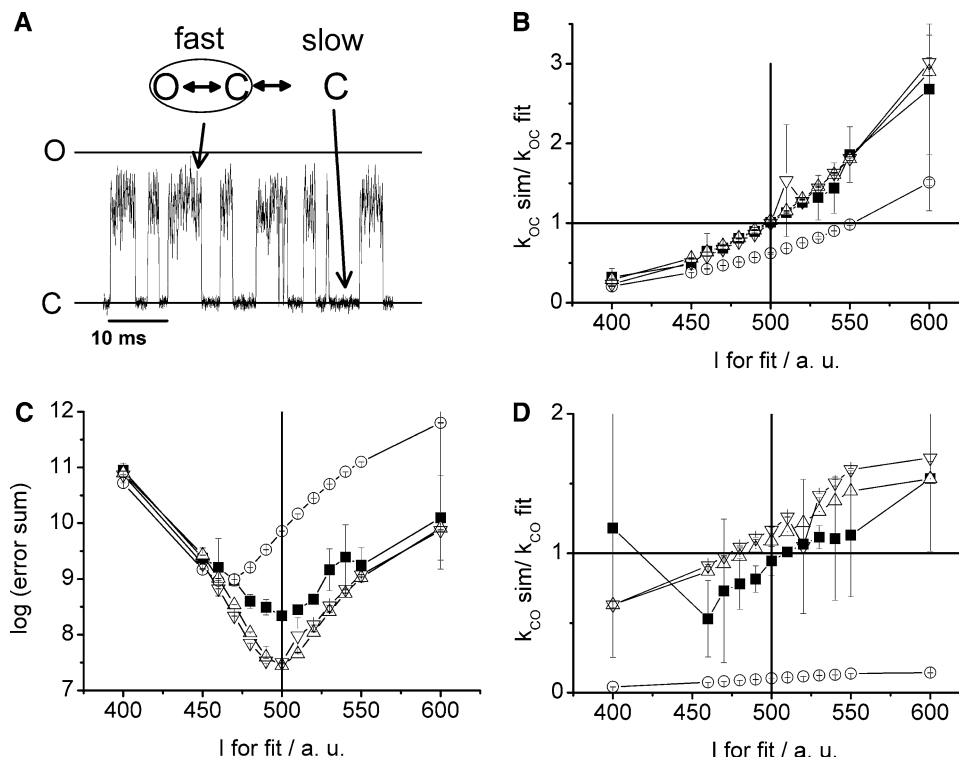 A
fast
slow
O
C
C
O
C
10 ms
B
k_OC sim/ k_OC fit
3
2
1
0
400
450
500
550
600
I for fit / a. u.
C
log (error sum)
12
11
10
9
8
7
400
450
500
550
600
I for fit / a. u.
D
k_CO sim/ k_CO fit
2
1
0
400
450
500
550
600
I for fit / a. u.